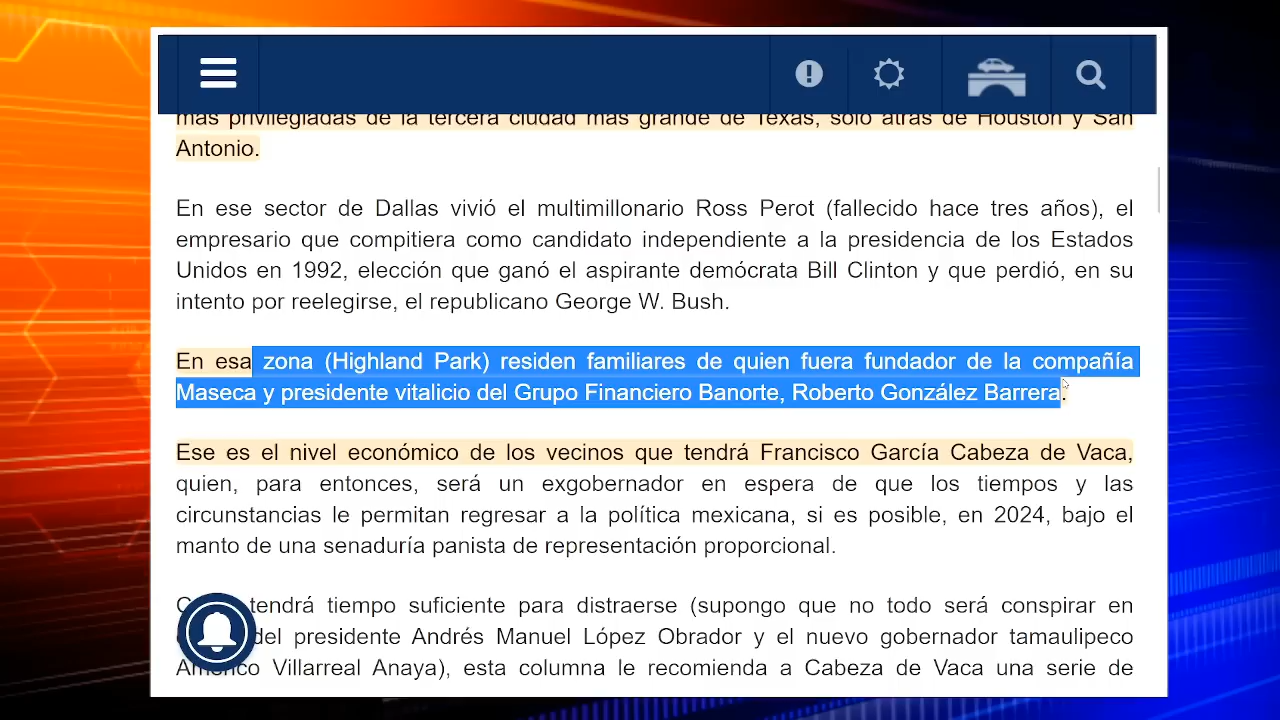 más privilegiadas de la tercera ciudad más grande de Texas, sólo atrás de Houston y San
Antonio.
En ese sector de Dallas vivió el multimillonario Ross Perot (fallecido hace tres años), el
empresario que compitiera como candidato independiente a la presidencia de los Estados
Unidos en 1992, elección que ganó el aspirante demócrata Bill Clinton y que perdió, en su
intento por reelegirse, el republicano George W. Bush.
En esa zona (Highland Park) residen familiares de quien fuera fundador de la compañía
Maseca y presidente vitalicio del Grupo Financiero Banorte, Roberto González Barrera.
Ese es el nivel económico de los vecinos que tendrá Francisco García Cabeza de Vaca,
quien, para entonces, será un exgobernador en espera de que los tiempos y las
circunstancias le permitan regresar a la política mexicana, si es posible, en 2024, bajo el
manto de una senaduría panista de representación proporcional.
tendrá tiempo suficiente para distraerse (supongo que no todo será conspirar en
del presidente Andrés Manuel López Obrador y el nuevo gobernador tamaulipeco
Américo Villarreal Anaya), esta columna le recomienda a Cabeza de Vaca una serie de